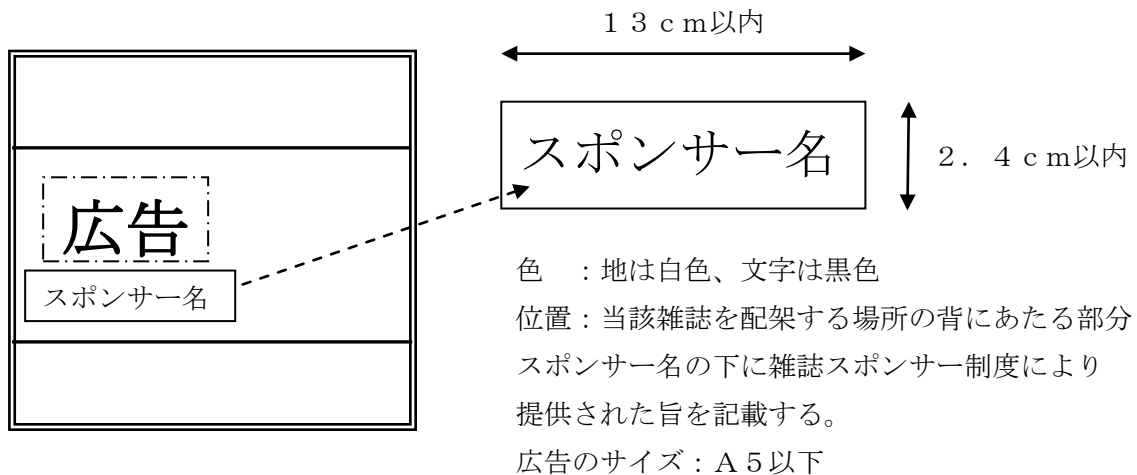 １３ｃｍ以内
スポンサー名
２．４ｃｍ以内
広告
スポンサー名
色　：地は白色、文字は黒色
位置：当該雑誌を配架する場所の背にあたる部分
スポンサー名の下に雑誌スポンサー制度により
提供された旨を記載する。
広告のサイズ：Ａ５以下